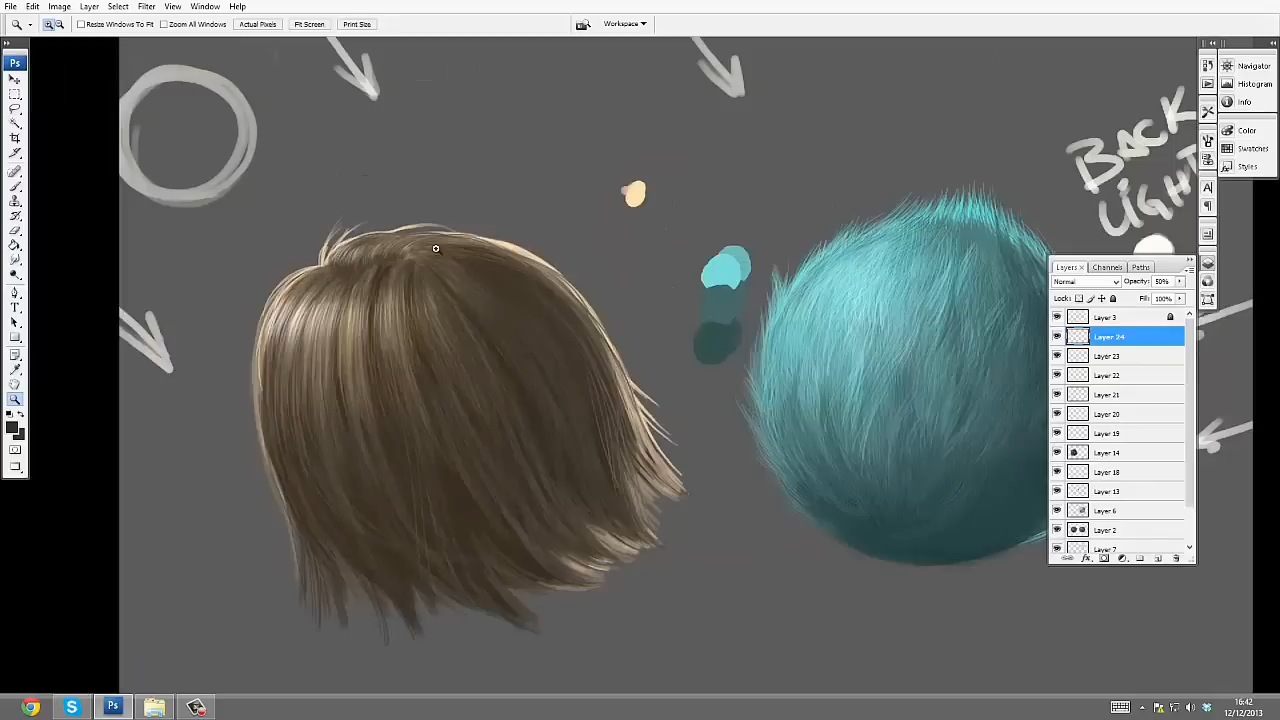 File Edit Image Layer Select Filter View Window Help
Resize Windows To Fit Zoom All Windows Actual Pixels Fit Screen Print Size Workspace
Ps
Navigator
Histogram
Info
Color
Swatches
Styles
BACK
LIGHT
Layers Channels Paths
Normal Opacity: 50%
Lock: Fill: 100%
Layer 3
Layer 24
Layer 23
Layer 22
Layer 21
Layer 20
Layer 19
Layer 14
Layer 18
Layer 13
Layer 6
Layer 2
Layer 7
16:42
12/12/2013